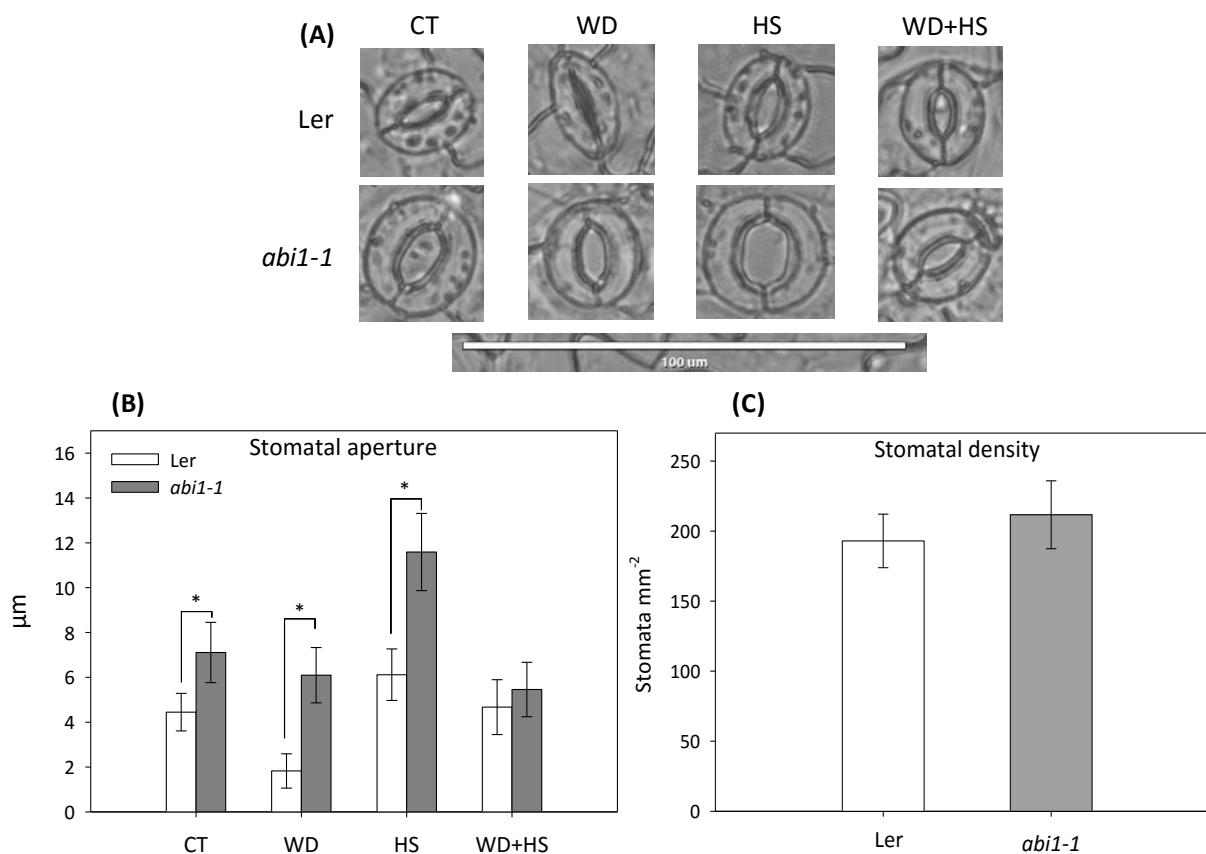 (A)
CT WD HS WD+HS
Ler
abi1-1
100 um
(B)
Stomatal aperture
Ler
abi1-1
16
14
12
10
8
6
4
2
0
µm
*
*
*
CT WD HS WD+HS
(C)
Stomatal density
250
200
150
100
50
0
Stomata mm⁻²
Ler abi1-1